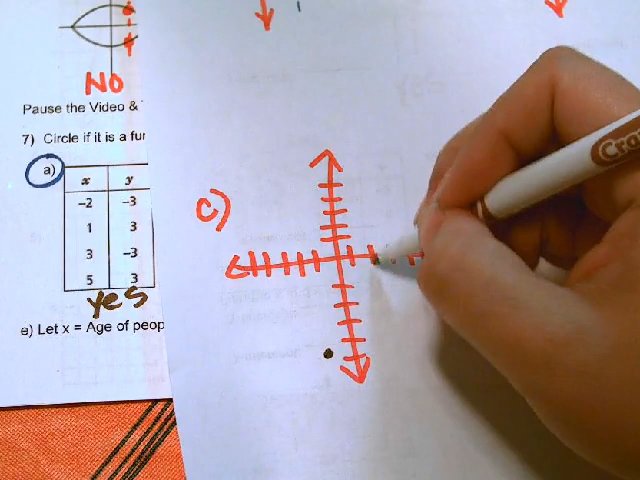 NO
Pause the Video &
7) Circle if it is a fur
a)
x y
-2 -3
1 3
3 -3
5 3
yes
e) Let x = Age of peop
c)
Cra